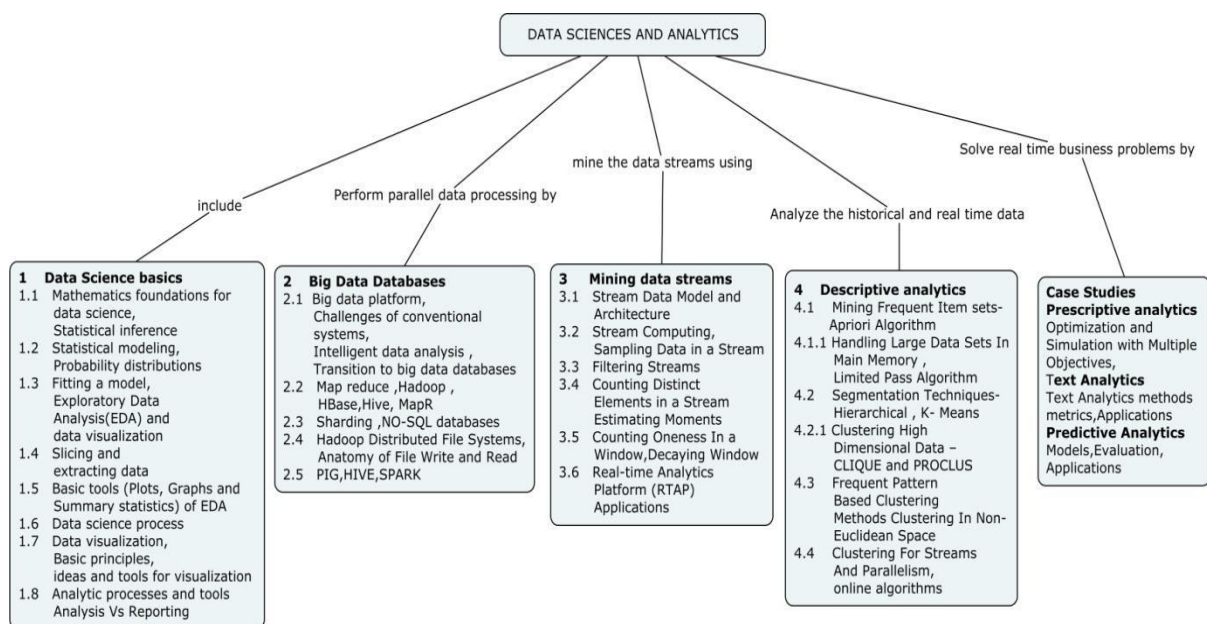 DATA SCIENCES AND ANALYTICS
Solve real time business problems by
mine the data streams using
Perform parallel data processing by
include
Analyze the historical and real time data
1 Data Science basics
1.1 Mathematics foundations for
data science,
Statistical inference
1.2 Statistical modeling,
Probability distributions
1.3 Fitting a model,
Exploratory Data
Analysis(EDA) and
data visualization
1.4 Slicing and
extracting data
1.5 Basic tools (Plots, Graphs and
Summary statistics) of EDA
1.6 Data science process
1.7 Data visualization,
Basic principles,
ideas and tools for visualization
1.8 Analytic processes and tools
Analysis Vs Reporting
2 Big Data Databases
2.1 Big data platform,
Challenges of conventional
systems,
Intelligent data analysis ,
Transition to big data databases
2.2 Map reduce ,Hadoop ,
HBase,Hive, MapR
2.3 Sharding ,NO-SQL databases
2.4 Hadoop Distributed File Systems,
Anatomy of File Write and Read
2.5 PIG,HIVE,SPARK
3 Mining data streams
3.1 Stream Data Model and
Architecture
3.2 Stream Computing,
Sampling Data in a Stream
3.3 Filtering Streams
3.4 Counting Distinct
Elements in a Stream
Estimating Moments
3.5 Counting Oneness In a
Window,Decaying Window
3.6 Real-time Analytics
Platform (RTAP)
Applications
4 Descriptive analytics
4.1 Mining Frequent Item sets-
Apriori Algorithm
4.1.1 Handling Large Data Sets In
Main Memory ,
Limited Pass Algorithm
4.2 Segmentation Techniques-
Hierarchical , K- Means
4.2.1 Clustering High
Dimensional Data –
CLIQUE and PROCLUS
4.3 Frequent Pattern
Based Clustering
Methods Clustering In Non-
Euclidean Space
4.4 Clustering For Streams
And Parallelism,
online algorithms
Case Studies
Prescriptive analytics
Optimization and
Simulation with Multiple
Objectives,
Text Analytics
Text Analytics methods
metrics,Applications
Predictive Analytics
Models,Evaluation,
Applications